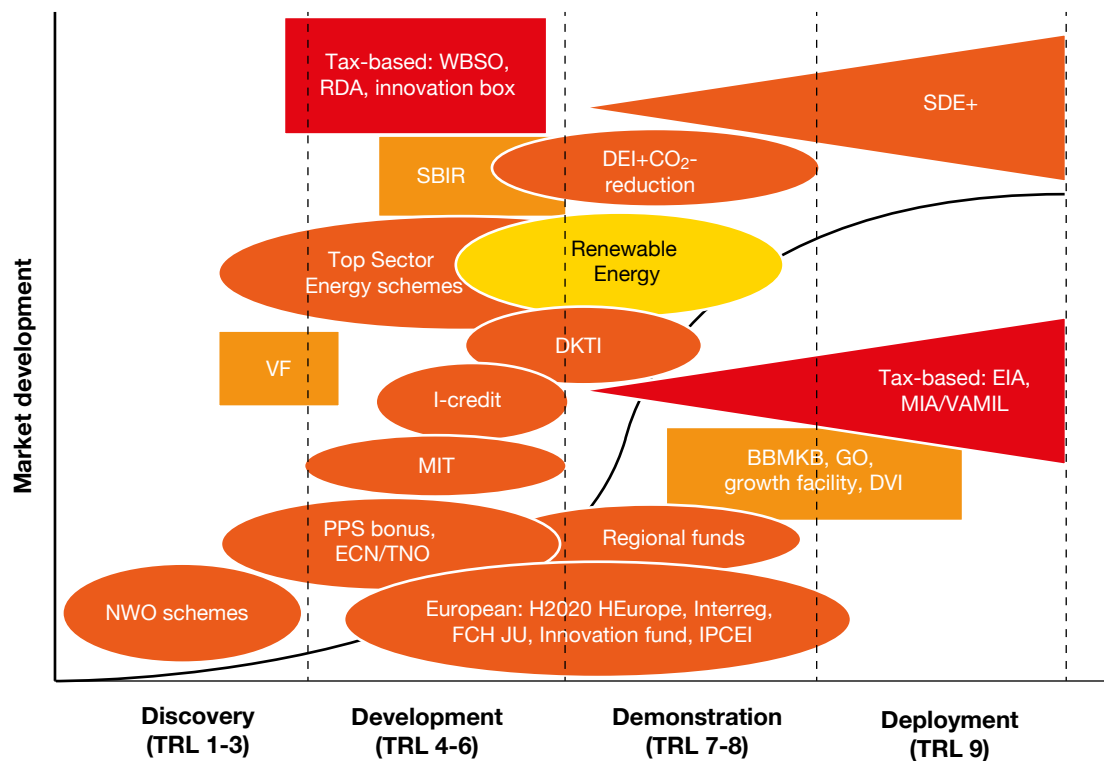 Market development
Tax-based: WBSO,
RDA, innovation box
SDE+
SBIR
DEI+CO₂-
reduction
Top Sector
Energy schemes
Renewable
Energy
VF
DKTI
I-credit
Tax-based: EIA,
MIA/VAMIL
MIT
BBMKB, GO,
growth facility, DVI
PPS bonus,
ECN/TNO
Regional funds
NWO schemes
European: H2020 HEurope, Interreg,
FCH JU, Innovation fund, IPCEI
Discovery
(TRL 1-3)
Development
(TRL 4-6)
Demonstration
(TRL 7-8)
Deployment
(TRL 9)